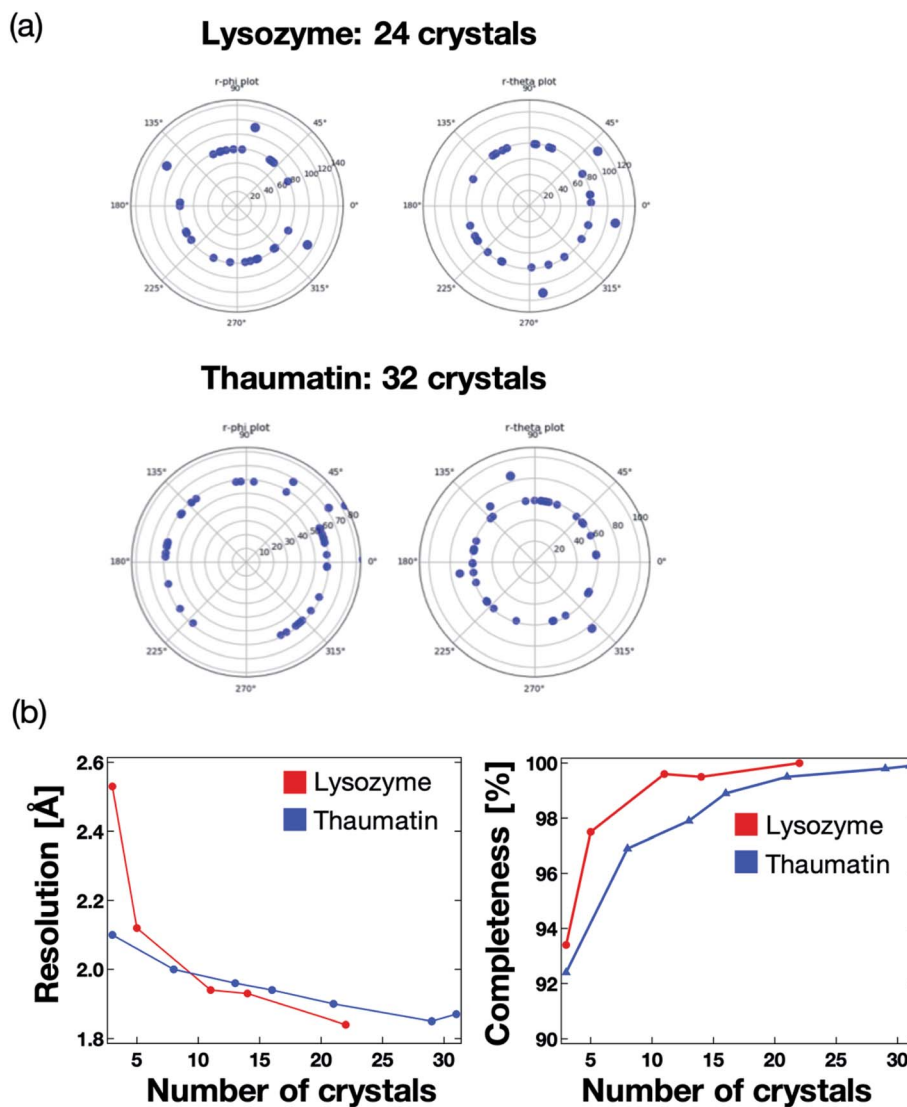 (a)
Lysozyme: 24 crystals
r-phi plot
90°
135°
45°
180°
20 40 60 80 100 120 140
0°
225°
315°
270°
r-theta plot
90°
135°
45°
180°
20 40 60 80 100 120
0°
225°
315°
270°
Thaumatin: 32 crystals
r-phi plot
90°
135°
45°
180°
10 20 30 40 50 60 70 80
0°
225°
315°
270°
r-theta plot
90°
135°
45°
180°
20 40 60 80 100
0°
225°
315°
270°
(b)
Resolution [Å]
2.6
2.4
2.2
2.0
1.8
Lysozyme
Thaumatin
5 10 15 20 25 30
Number of crystals
Completeness [%]
100
98
96
94
92
90
Lysozyme
Thaumatin
5 10 15 20 25 30
Number of crystals